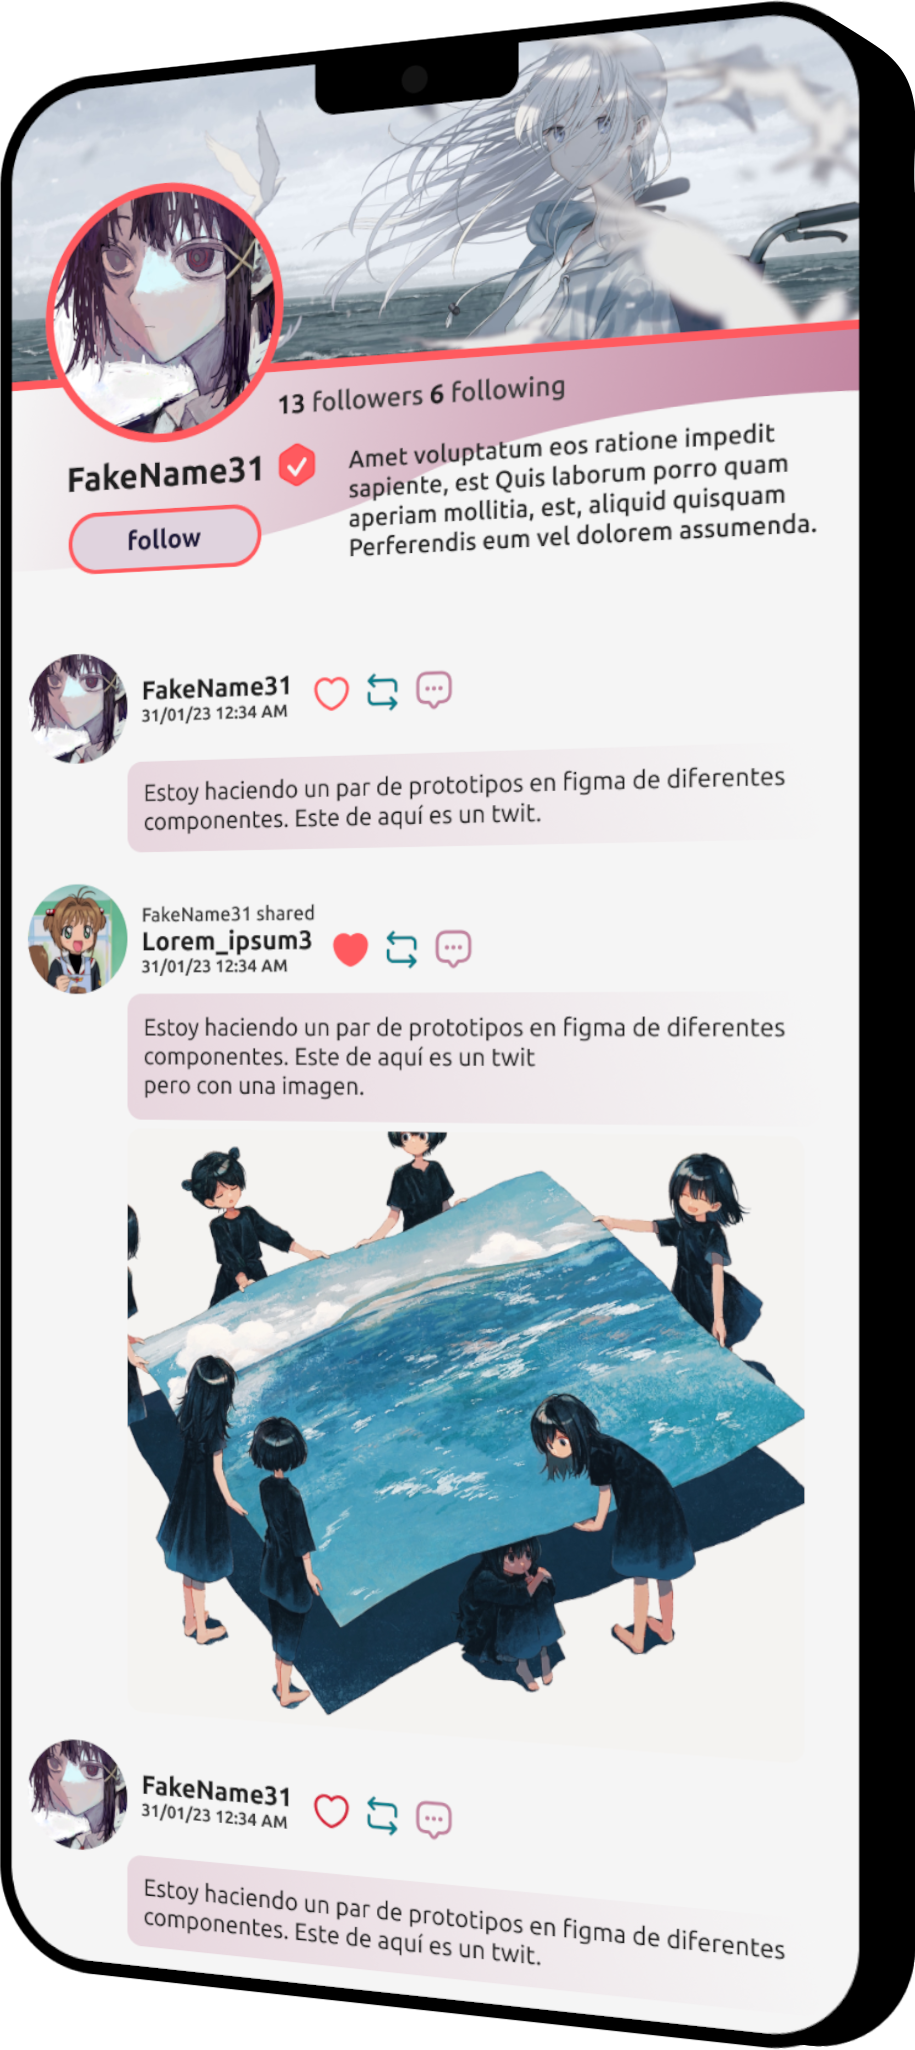 13 followers 6 following
FakeName31
follow
Amet voluptatum eos ratione impedit
sapiente, est Quis laborum porro quam
aperiam mollitia, est, aliquid quisquam
Perferendis eum vel dolorem assumenda.
FakeName31
31/01/23 12:34 AM
Estoy haciendo un par de prototipos en figma de diferentes
componentes. Este de aquí es un twit.
FakeName31 shared
Lorem_ipsum3
31/01/23 12:34 AM
Estoy haciendo un par de prototipos en figma de diferentes
componentes. Este de aquí es un twit
pero con una imagen.
FakeName31
31/01/23 12:34 AM
Estoy haciendo un par de prototipos en figma de diferentes
componentes. Este de aquí es un twit.